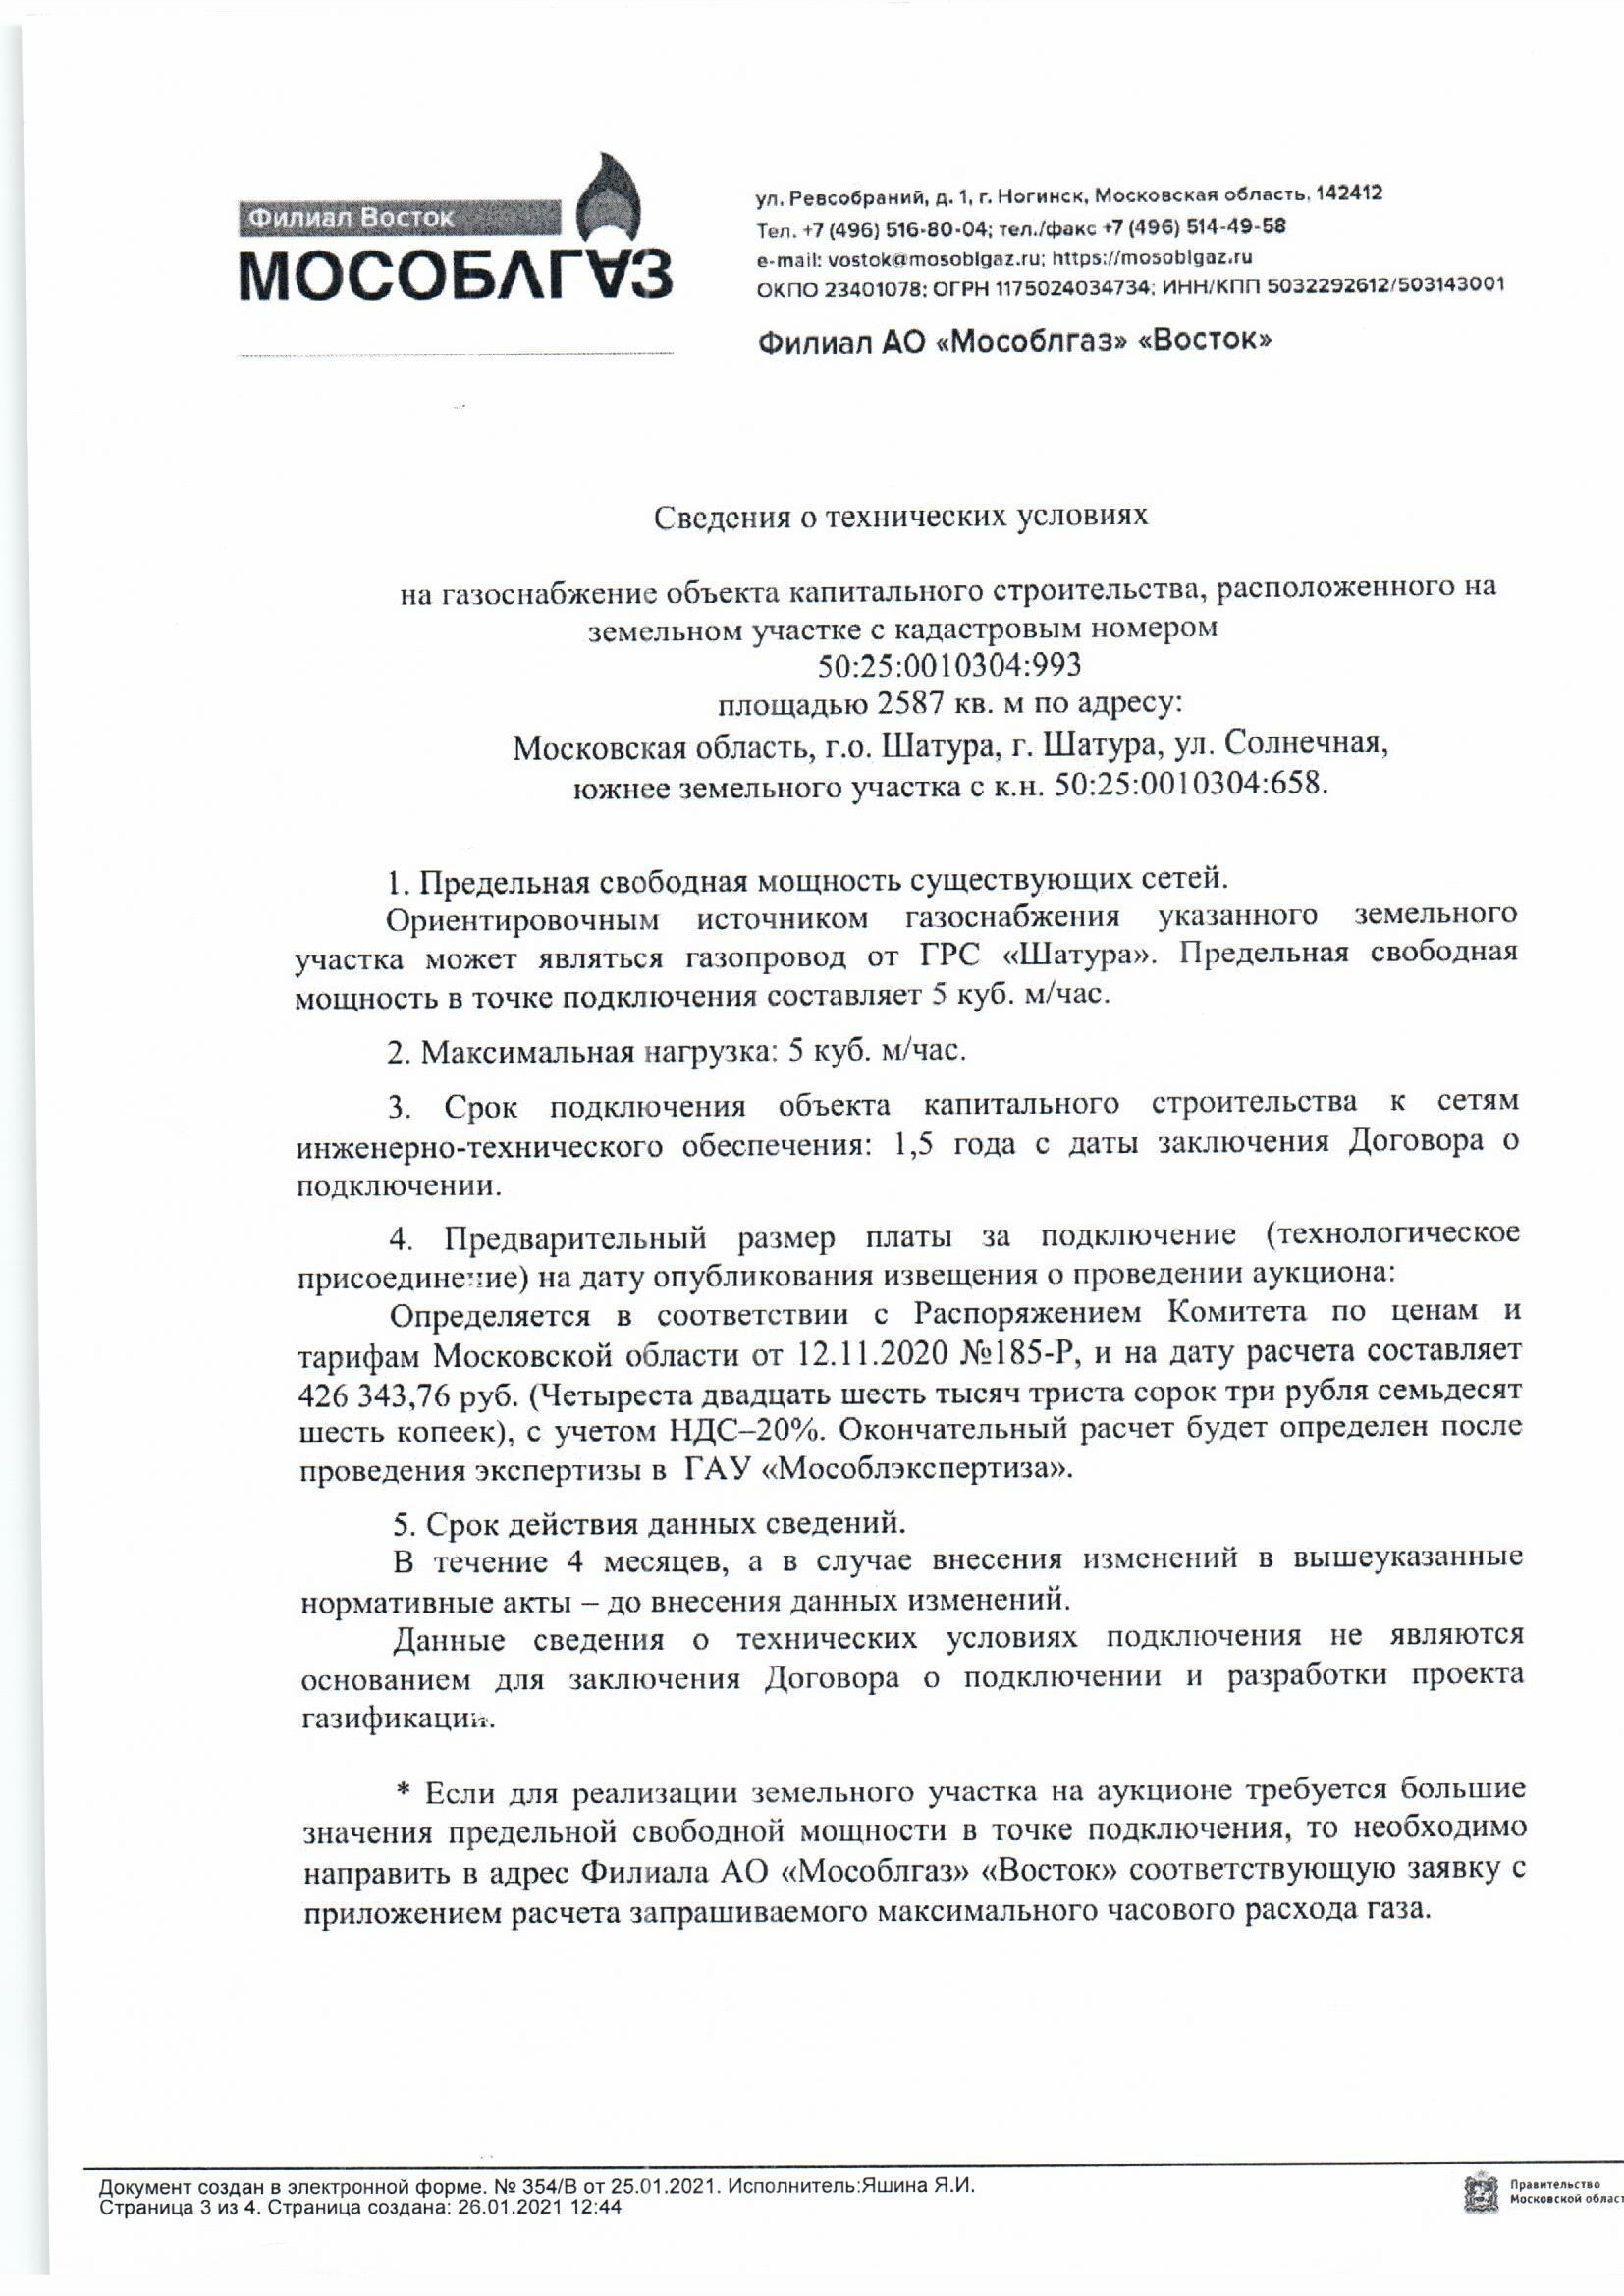 Филиал Восток
МОСОБЛГАЗ
ул. Ревсобраний, д. 1, г. Ногинск, Московская область, 142412
Тел. +7 (496) 516-80-04; тел./факс +7 (496) 514-49-58
e-mail: vostok@mosoblgaz.ru; https://mosoblgaz.ru
ОКПО 23401078; ОГРН 1175024034734; ИНН/КПП 5032292612/503143001
Филиал АО «Мособлгаз» «Восток»
Сведения о технических условиях
на газоснабжение объекта капитального строительства, расположенного на
земельном участке с кадастровым номером
50:25:0010304:993
площадью 2587 кв. м по адресу:
Московская область, г.о. Шатура, г. Шатура, ул. Солнечная,
южнее земельного участка с к.н. 50:25:0010304:658.
1. Предельная свободная мощность существующих сетей.
Ориентировочным источником газоснабжения указанного земельного
участка может являться газопровод от ГРС «Шатура». Предельная свободная
мощность в точке подключения составляет 5 куб. м/час.
2. Максимальная нагрузка: 5 куб. м/час.
3. Срок подключения объекта капитального строительства к сетям
инженерно-технического обеспечения: 1,5 года с даты заключения Договора о
подключении.
4. Предварительный размер платы за подключение (технологическое
присоединение) на дату опубликования извещения о проведении аукциона:
Определяется в соответствии с Распоряжением Комитета по ценам и
тарифам Московской области от 12.11.2020 №185-Р, и на дату расчета составляет
426 343,76 руб. (Четыреста двадцать шесть тысяч триста сорок три рубля семьдесят
шесть копеек), с учетом НДС–20%. Окончательный расчет будет определен после
проведения экспертизы в ГАУ «Мособлэкспертиза».
5. Срок действия данных сведений.
В течение 4 месяцев, а в случае внесения изменений в вышеуказанные
нормативные акты – до внесения данных изменений.
Данные сведения о технических условиях подключения не являются
основанием для заключения Договора о подключении и разработки проекта
газификации.
* Если для реализации земельного участка на аукционе требуется большие
значения предельной свободной мощности в точке подключения, то необходимо
направить в адрес Филиала АО «Мособлгаз» «Восток» соответствующую заявку с
приложением расчета запрашиваемого максимального часового расхода газа.
Документ создан в электронной форме. № 354/В от 25.01.2021. Исполнитель:Яшина Я.И.
Страница 3 из 4. Страница создана: 26.01.2021 12:44
Правительство
Московской област